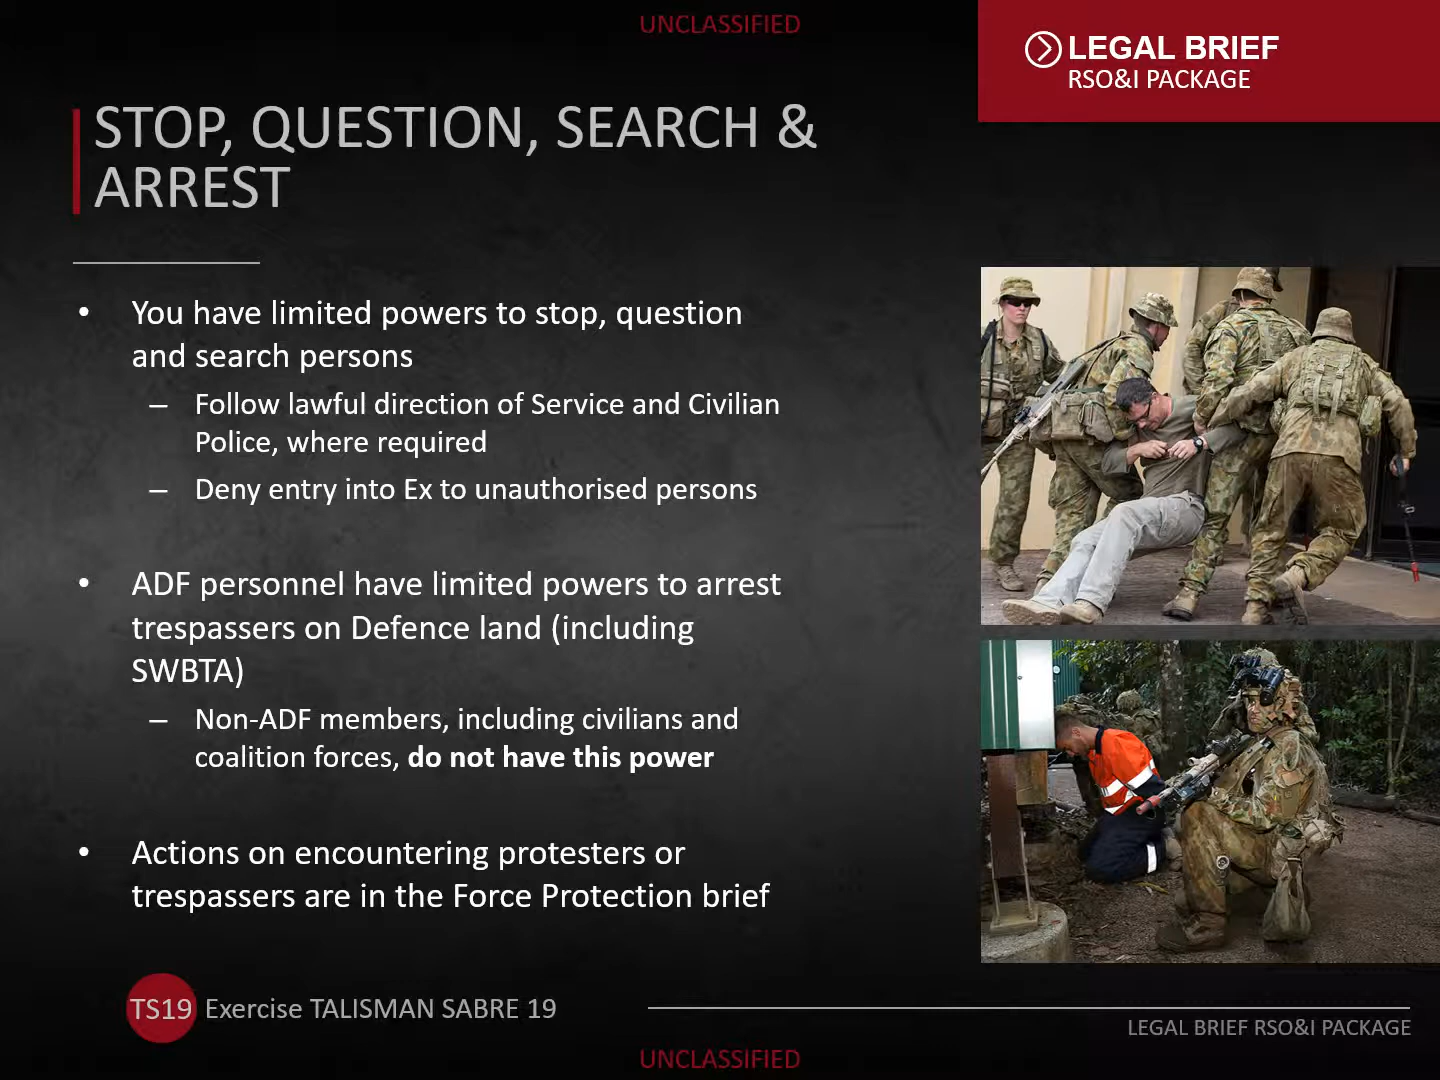 UNCLASSIFIED
LEGAL BRIEF
RSO&I PACKAGE
STOP, QUESTION, SEARCH &
ARREST
• You have limited powers to stop, question
and search persons
– Follow lawful direction of Service and Civilian
Police, where required
– Deny entry into Ex to unauthorised persons
• ADF personnel have limited powers to arrest
trespassers on Defence land (including
SWBTA)
– Non-ADF members, including civilians and
coalition forces, do not have this power
• Actions on encountering protesters or
trespassers are in the Force Protection brief
TS19 Exercise TALISMAN SABRE 19
LEGAL BRIEF RSO&I PACKAGE
UNCLASSIFIED